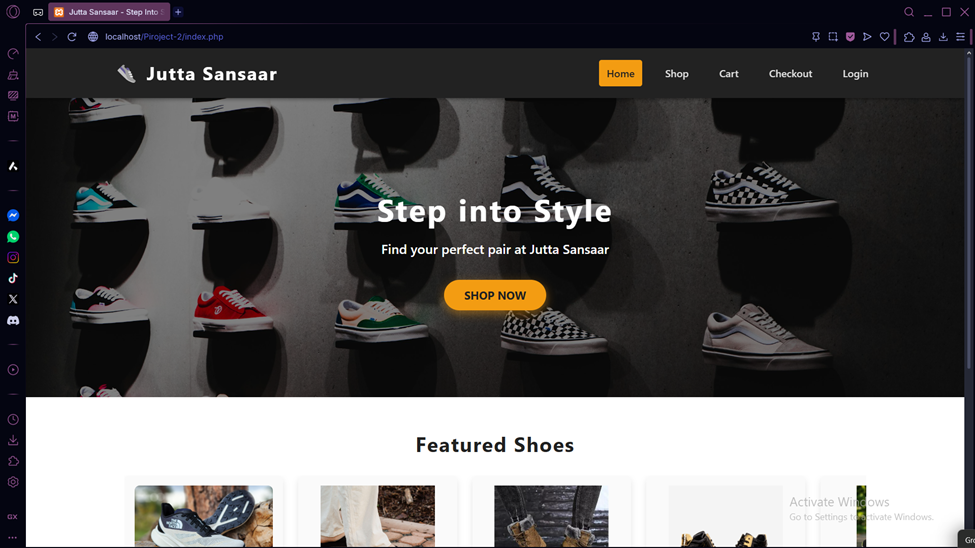 Jutta Sansaar - Step Into S
localhost/Piroject-2/index.php
Jutta Sansaar
Home
Shop
Cart
Checkout
Login
Step into Style
Find your perfect pair at Jutta Sansaar
SHOP NOW
Featured Shoes
Activate Windows
Go to Settings to activate Windows.